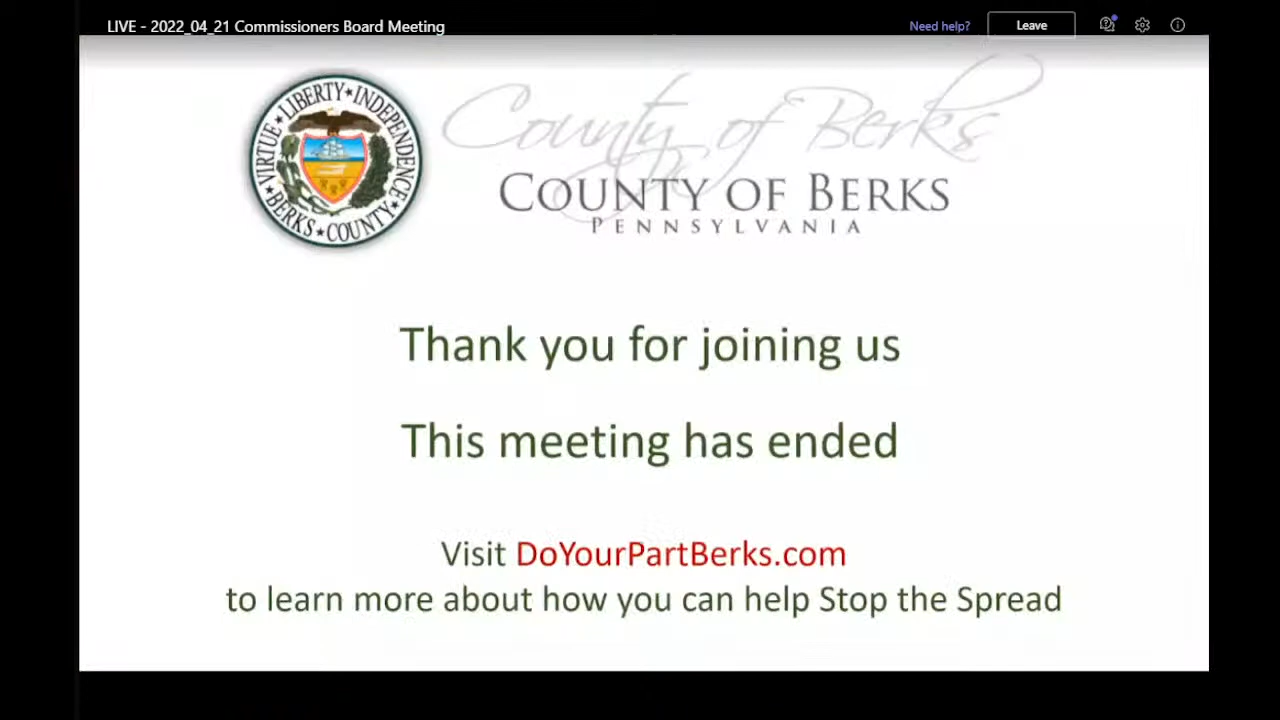 LIVE - 2022_04_21 Commissioners Board Meeting
Need help?
Leave
VIRTUE★LIBERTY★INDEPENDENCE
★BERKS★COUNTY★
County of Berks
COUNTY OF BERKS
PENNSYLVANIA
Thank you for joining us
This meeting has ended
Visit DoYourPartBerks.com
to learn more about how you can help Stop the Spread